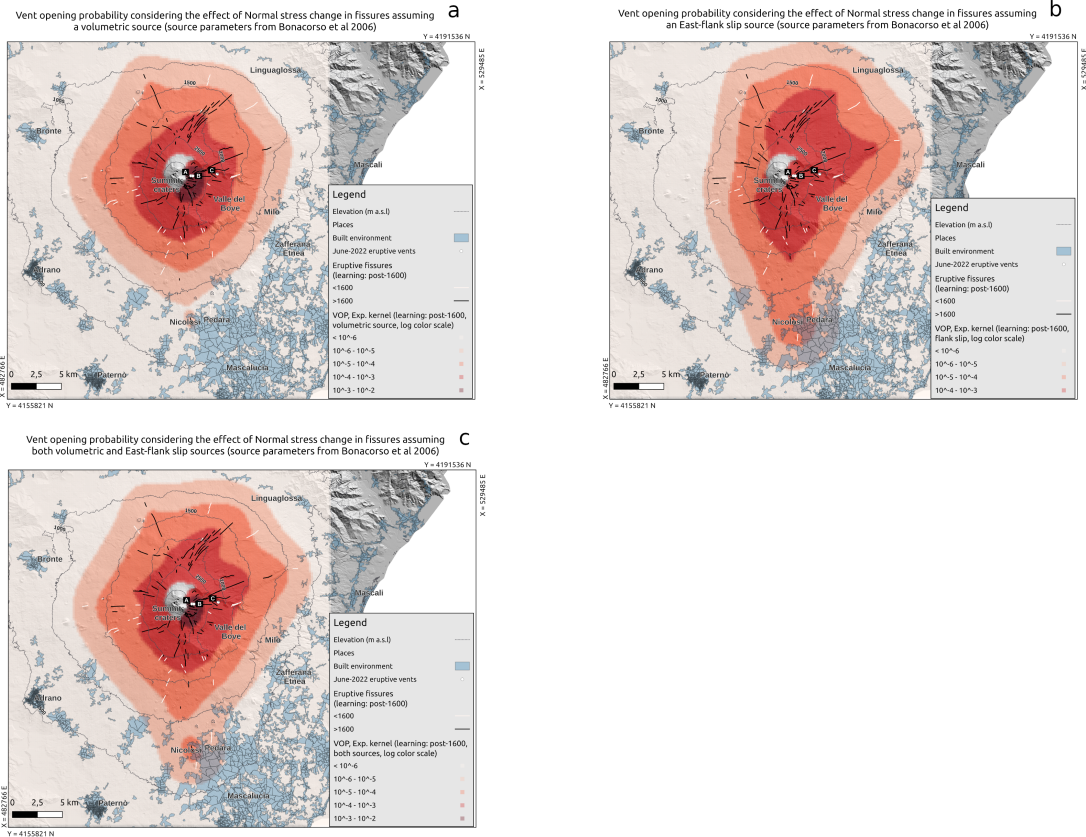 Vent opening probability considering the effect of Normal stress change in fissures assuming
a volumetric source (source parameters from Bonacorso et al 2006)
a
Y = 4191536 N
X = 529485 E
Linguaglossa
1500
1000
Bronte
Mascali
2500
A
B
C
Summit
craters
Valle del
Bove
Milo
Zafferana
Etnea
Adrano
Nicolosi
Pedara
Mascalucia
Paternò
0 2,5 5 km
X = 482766 E
Y = 4155821 N
Legend
Elevation (m a.s.l)
Places
Built environment
June-2022 eruptive vents
Eruptive fissures
(learning: post-1600)
<1600
>1600
VOP, Exp. kernel (learning: post-1600,
volumetric source, log color scale)
< 10^-6
10^-6 - 10^-5
10^-5 - 10^-4
10^-4 - 10^-3
10^-3 - 10^-2
Vent opening probability considering the effect of Normal stress change in fissures assuming
an East-flank slip source (source parameters from Bonacorso et al 2006)
b
Y = 4191536 N
X = 529485 E
Linguaglossa
1500
1000
Bronte
Mascali
A
B
C
Summit
craters
Valle del
Bove
Milo
Zafferana
Etnea
Adrano
Nicolosi
Pedara
Mascalucia
Paternò
0 2,5 5 km
X = 482766 E
Y = 4155821 N
Legend
Elevation (m a.s.l)
Places
Built environment
June-2022 eruptive vents
Eruptive fissures
(learning: post-1600)
<1600
>1600
VOP, Exp. kernel (learning: post-1600,
flank slip, log color scale)
< 10^-6
10^-6 - 10^-5
10^-5 - 10^-4
10^-4 - 10^-3
Vent opening probability considering the effect of Normal stress change in fissures assuming
both volumetric and East-flank slip sources (source parameters from Bonacorso et al 2006)
c
Y = 4191536 N
X = 529485 E
Linguaglossa
1500
1000
Bronte
Mascali
A
B
C
Summit
craters
Valle del
Bove
Milo
Zafferana
Etnea
Adrano
Nicolosi
Pedara
Mascalucia
Paternò
0 2,5 5 km
X = 482766 E
Y = 4155821 N
Legend
Elevation (m a.s.l)
Places
Built environment
June-2022 eruptive vents
Eruptive fissures
(learning: post-1600)
<1600
>1600
VOP, Exp. kernel (learning: post-1600,
both sources, log color scale)
< 10^-6
10^-6 - 10^-5
10^-5 - 10^-4
10^-4 - 10^-3
10^-3 - 10^-2